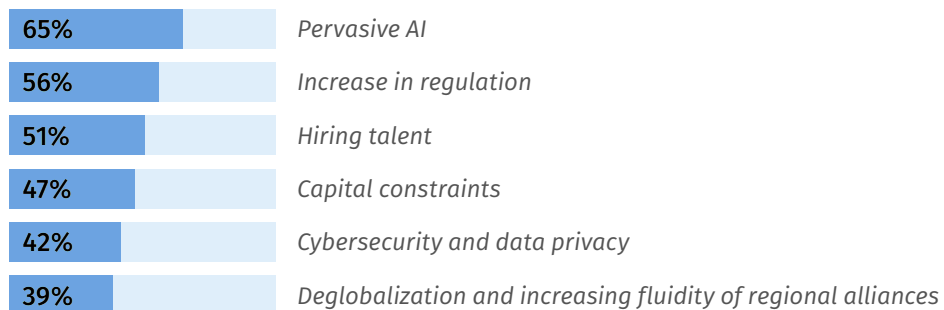 65% Pervasive AI
56% Increase in regulation
51% Hiring talent
47% Capital constraints
42% Cybersecurity and data privacy
39% Deglobalization and increasing fluidity of regional alliances